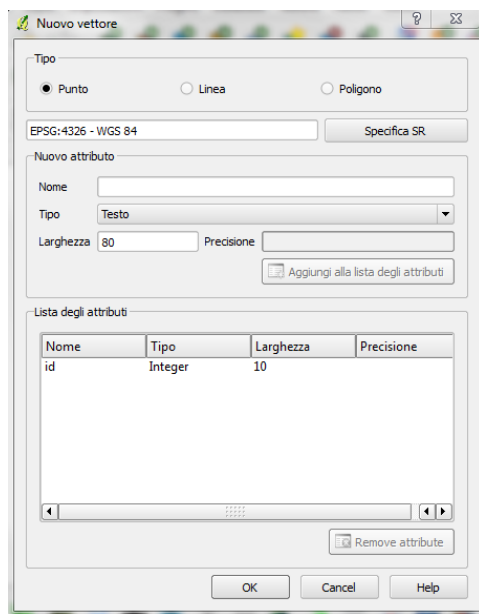 Nuovo vettore
Tipo
Punto Linea Poligono
EPSG:4326 - WGS 84 Specifica SR
Nuovo attributo
Nome
Tipo Testo
Larghezza 80 Precisione
Aggiungi alla lista degli attributi
Lista degli attributi
Nome Tipo Larghezza Precisione
id Integer 10
Remove attribute
OK Cancel Help